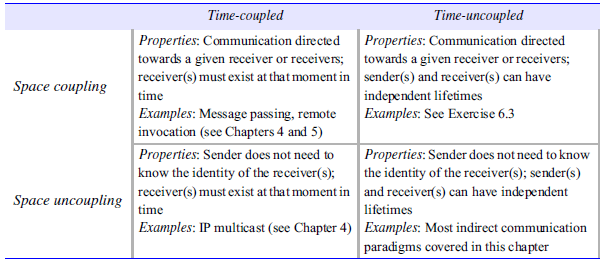 Time-coupled
Time-uncoupled
Space coupling
Properties: Communication directed
towards a given receiver or receivers;
receiver(s) must exist at that moment in
time
Examples: Message passing, remote
invocation (see Chapters 4 and 5)
Properties: Communication directed
towards a given receiver or receivers;
sender(s) and receiver(s) can have
independent lifetimes
Examples: See Exercise 6.3
Space uncoupling
Properties: Sender does not need to
know the identity of the receiver(s);
receiver(s) must exist at that moment in
time
Examples: IP multicast (see Chapter 4)
Properties: Sender does not need to know
the identity of the receiver(s); sender(s)
and receiver(s) can have independent
lifetimes
Examples: Most indirect communication
paradigms covered in this chapter